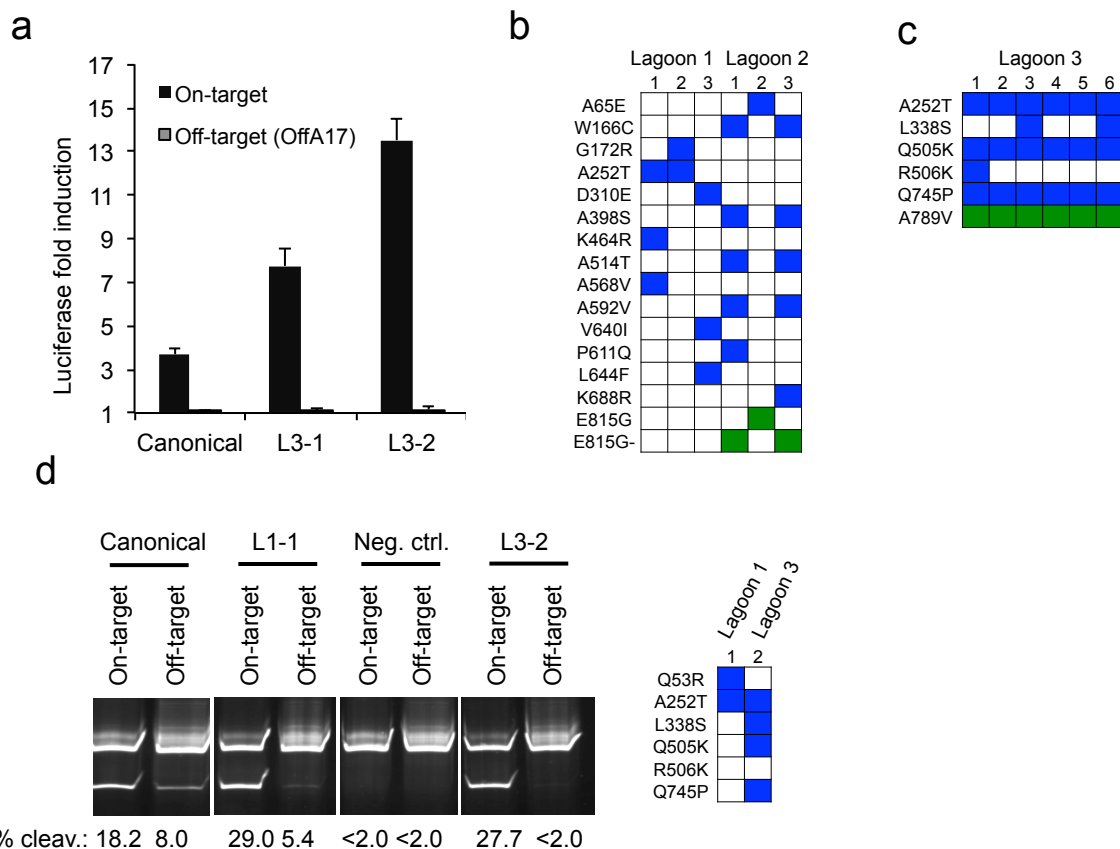 a
17
15
13
11
9
7
5
3
1
Luciferase fold induction
On-target
Off-target (OffA17)
Canonical L3-1 L3-2
b
Lagoon 1 Lagoon 2
1 2 3 1 2 3
A65E
W166C
G172R
A252T
D310E
A398S
K464R
A514T
A568V
A592V
V640I
P611Q
L644F
K688R
E815G
E815G-
c
Lagoon 3
1 2 3 4 5 6
A252T
L338S
Q505K
R506K
Q745P
A789V
d
Canonical L1-1 Neg. ctrl. L3-2
On-target Off-target On-target Off-target On-target Off-target On-target Off-target
% cleav.: 18.2 8.0 29.0 5.4 <2.0 <2.0 27.7 <2.0
Lagoon 1
Lagoon 3
1 2
Q53R
A252T
L338S
Q505K
R506K
Q745P